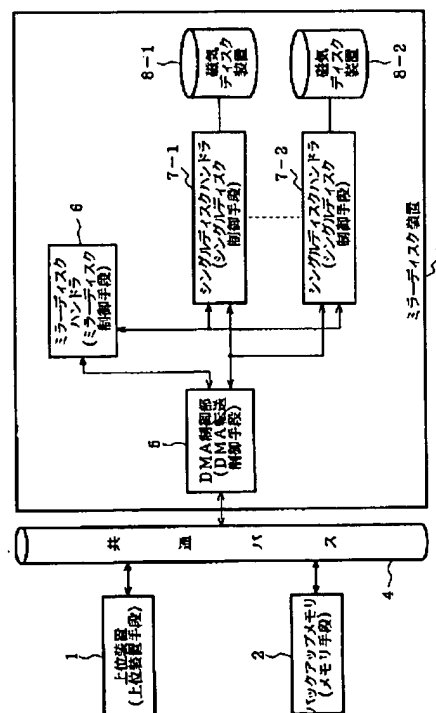 8-1
磁気
ディスク
装置
8-2
磁気
ディスク
装置
7-1
シングルディスクハンドラ
(シングルディスク
制御手段)
7-2
シングルディスクハンドラ
(シングルディスク
制御手段)
6
ミラーディスク
ハンドラ
(ミラーディスク
制御手段)
ミラーディスク装置
5
DMA制御部
(DMA転送
制御手段)
共通バス
4
1
上位装置
(上位装置手段)
2
バックアップメモリ
(メモリ手段)